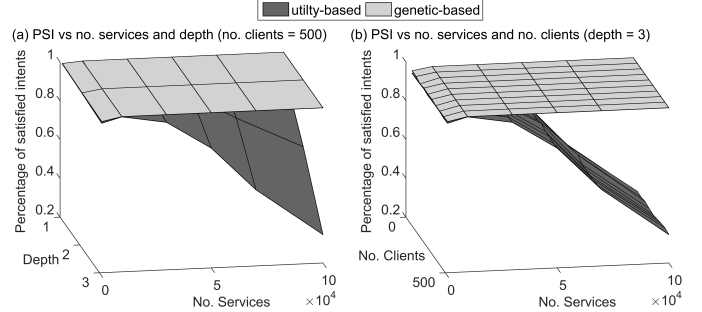 utilty-based genetic-based
(a) PSI vs no. services and depth (no. clients = 500)
(b) PSI vs no. services and no. clients (depth = 3)
Percentage of satisfied intents
1
0.8
0.6
0.4
0.2
1
Depth 2
3
0
5
10
No. Services
×10⁴
Percentage of satisfied intents
1
0.8
0.6
0.4
0.2
0
No. Clients
500
0
5
10
No. Services
×10⁴